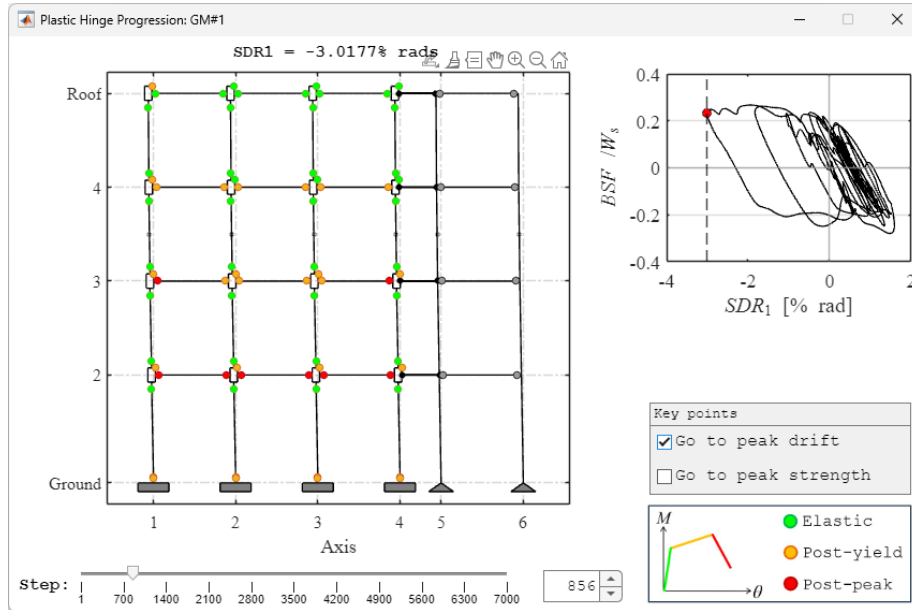 Plastic Hinge Progression: GM#1
SDR1 = -3.0177% rads
Roof
4
3
2
Ground
1 2 3 4 5 6
Axis
0.4
0.2
0
-0.2
-0.4
BSF /Ws
-4 -2 0 2
SDR1 [% rad]
Key points
Go to peak drift
Go to peak strength
M
θ
Elastic
Post-yield
Post-peak
Step:
1 700 1400 2100 2800 3500 4200 4900 5600 6300 7000
856